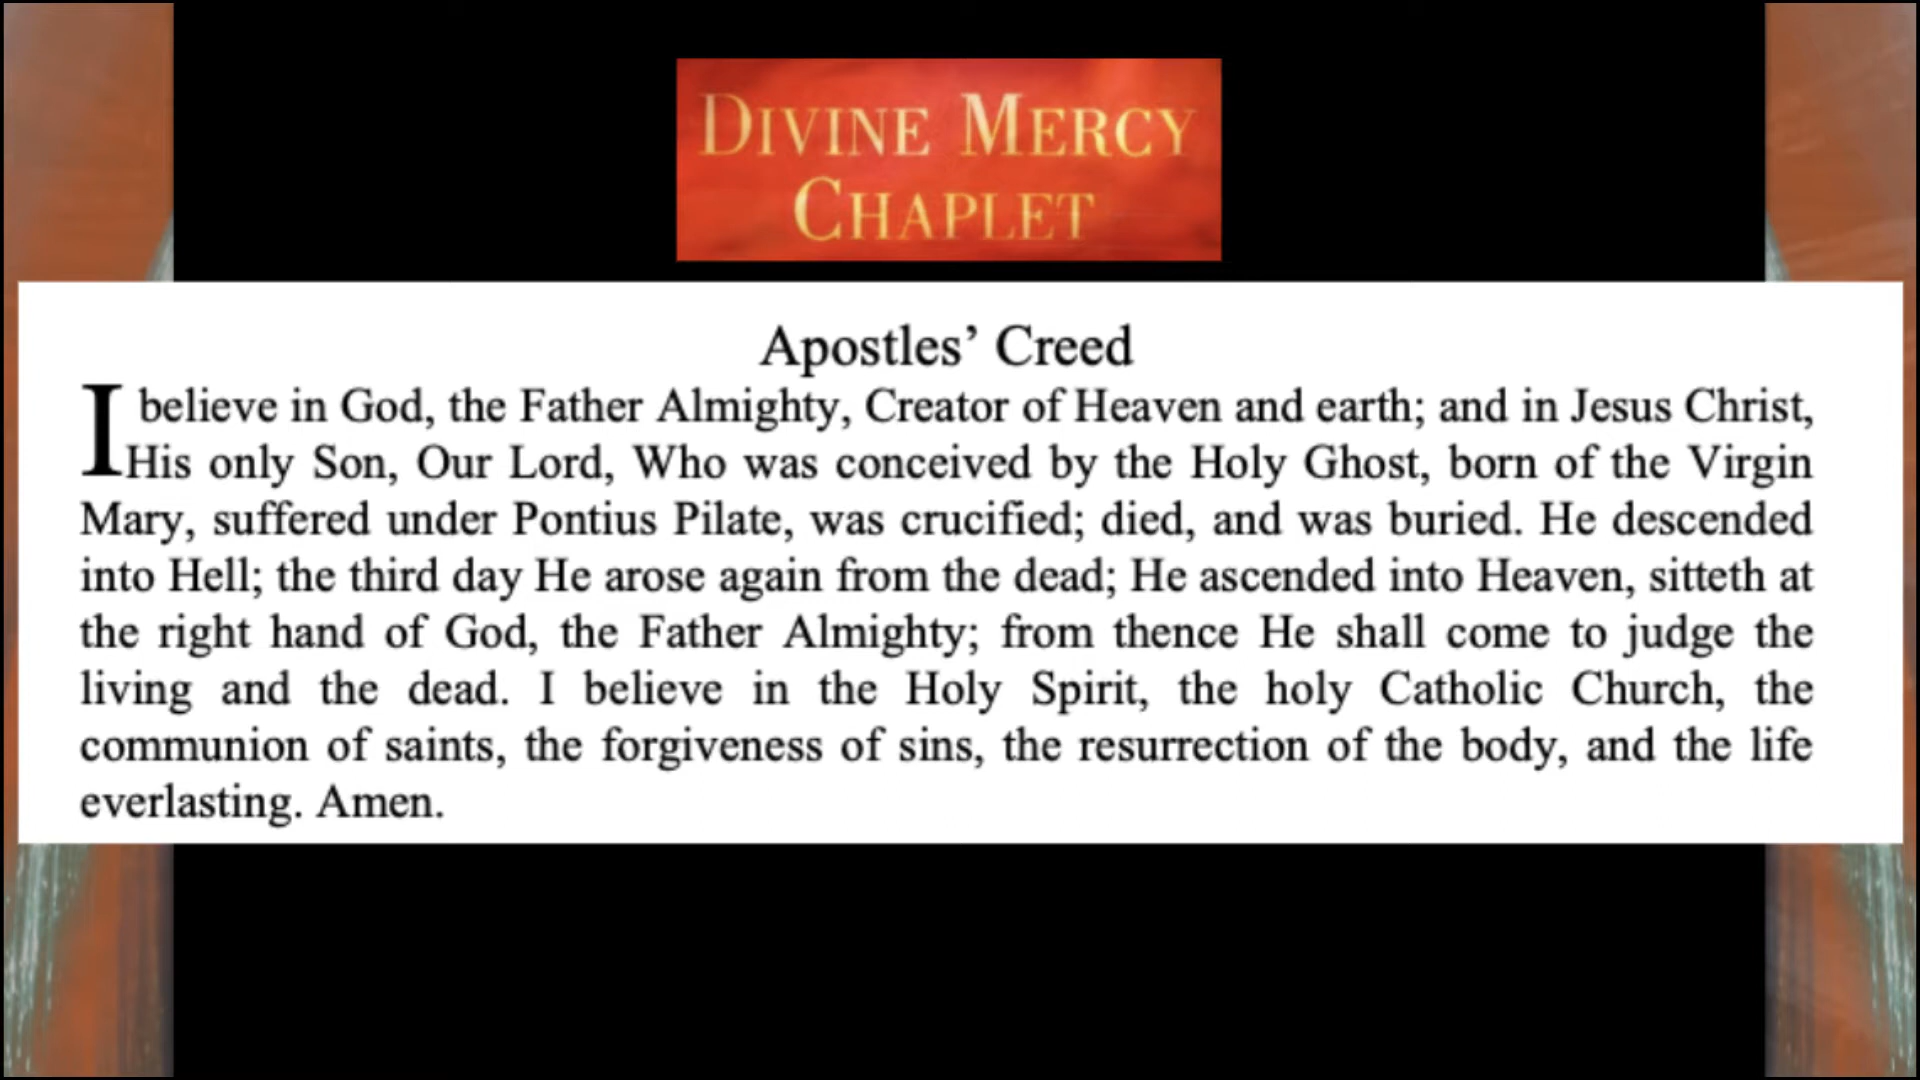 DIVINE MERCY
CHAPLET
Apostles’ Creed
I believe in God, the Father Almighty, Creator of Heaven and earth; and in Jesus Christ,
His only Son, Our Lord, Who was conceived by the Holy Ghost, born of the Virgin
Mary, suffered under Pontius Pilate, was crucified; died, and was buried. He descended
into Hell; the third day He arose again from the dead; He ascended into Heaven, sitteth at
the right hand of God, the Father Almighty; from thence He shall come to judge the
living and the dead. I believe in the Holy Spirit, the holy Catholic Church, the
communion of saints, the forgiveness of sins, the resurrection of the body, and the life
everlasting. Amen.